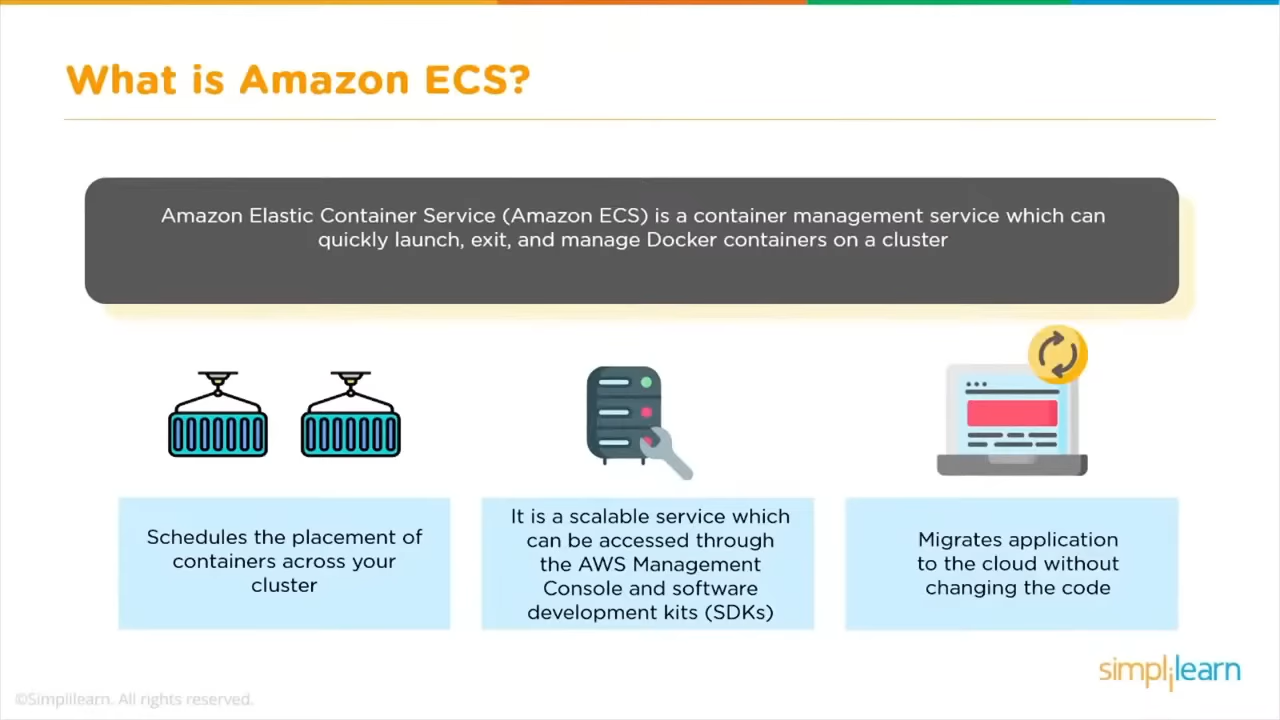 What is Amazon ECS?
Amazon Elastic Container Service (Amazon ECS) is a container management service which can
quickly launch, exit, and manage Docker containers on a cluster
Schedules the placement of
containers across your
cluster
It is a scalable service which
can be accessed through
the AWS Management
Console and software
development kits (SDKs)
Migrates application
to the cloud without
changing the code
simplilearn
©Simplilearn. All rights reserved.